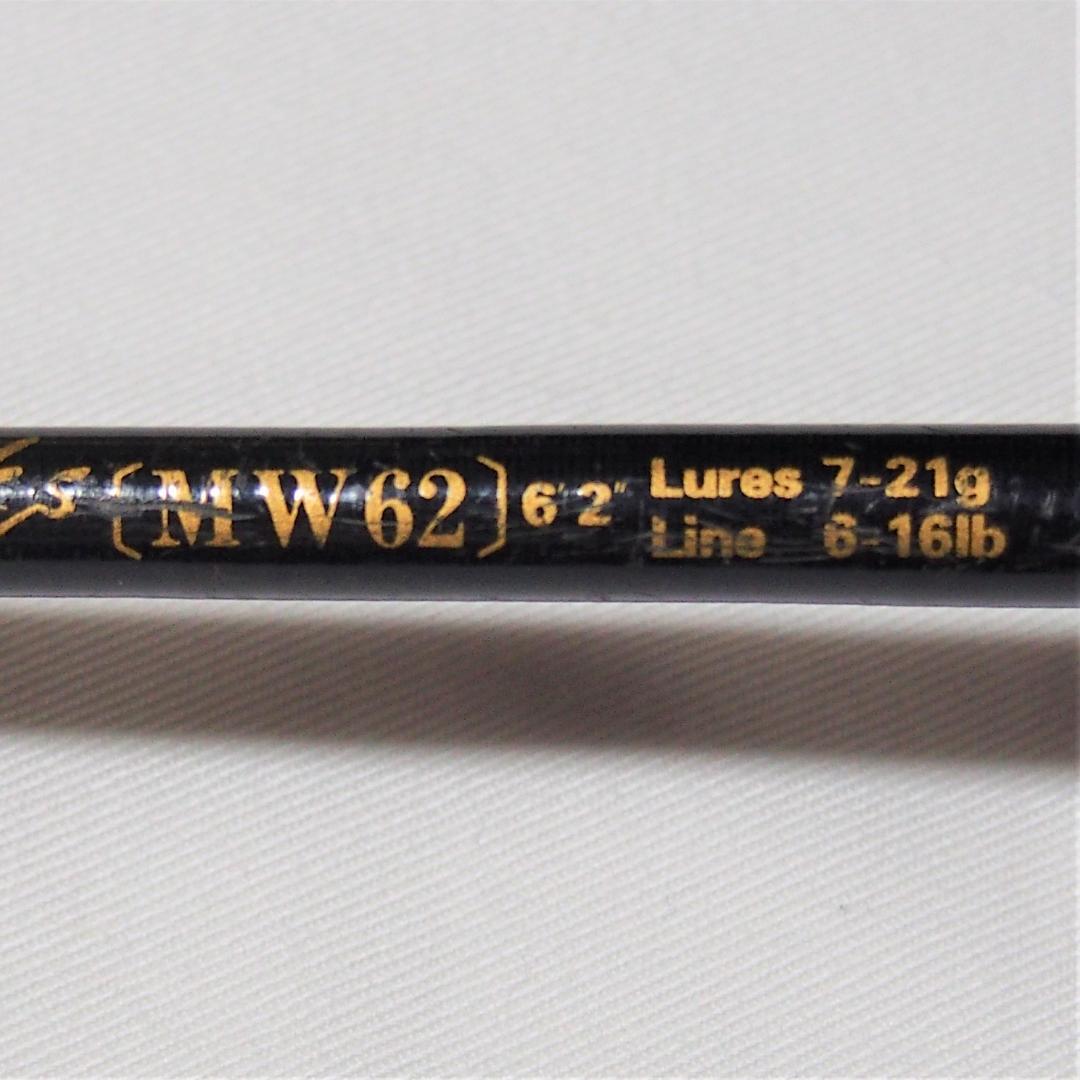 [MW62] 6'2" Lures 7-21g
Line 6-16lb